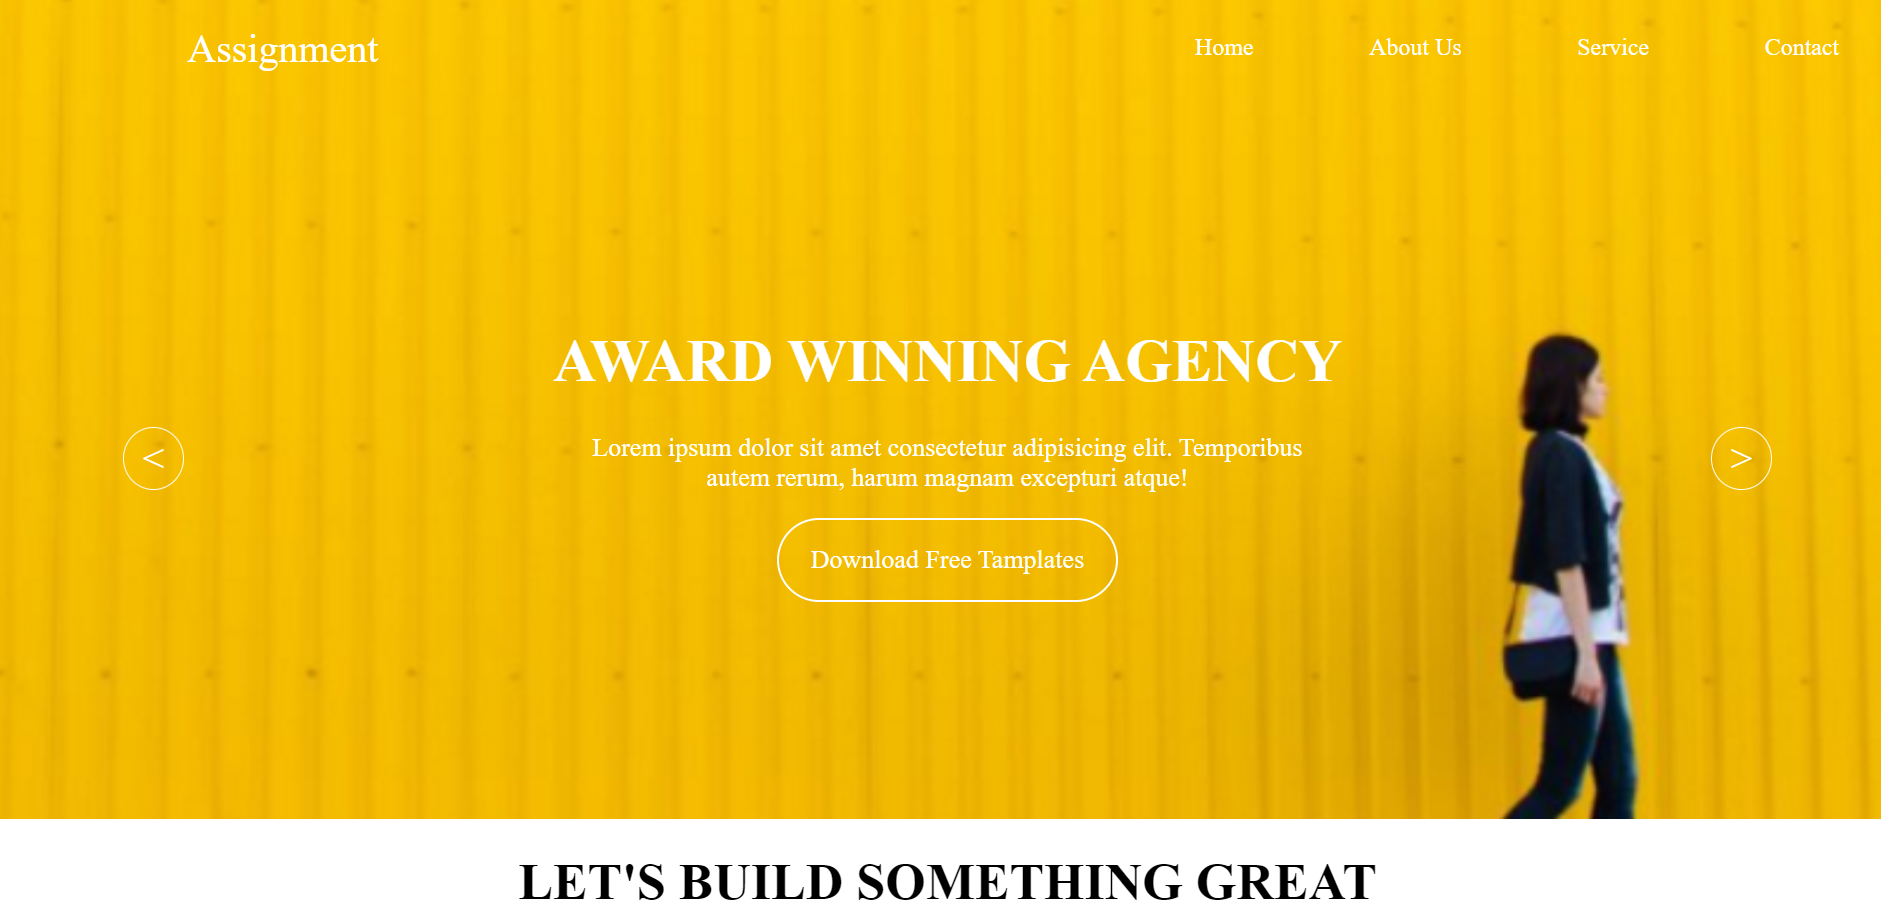 Assignment
Home About Us Service Contact
AWARD WINNING AGENCY
Lorem ipsum dolor sit amet consectetur adipisicing elit. Temporibus
autem rerum, harum magnam excepturi atque!
< >
Download Free Tamplates
LET'S BUILD SOMETHING GREAT